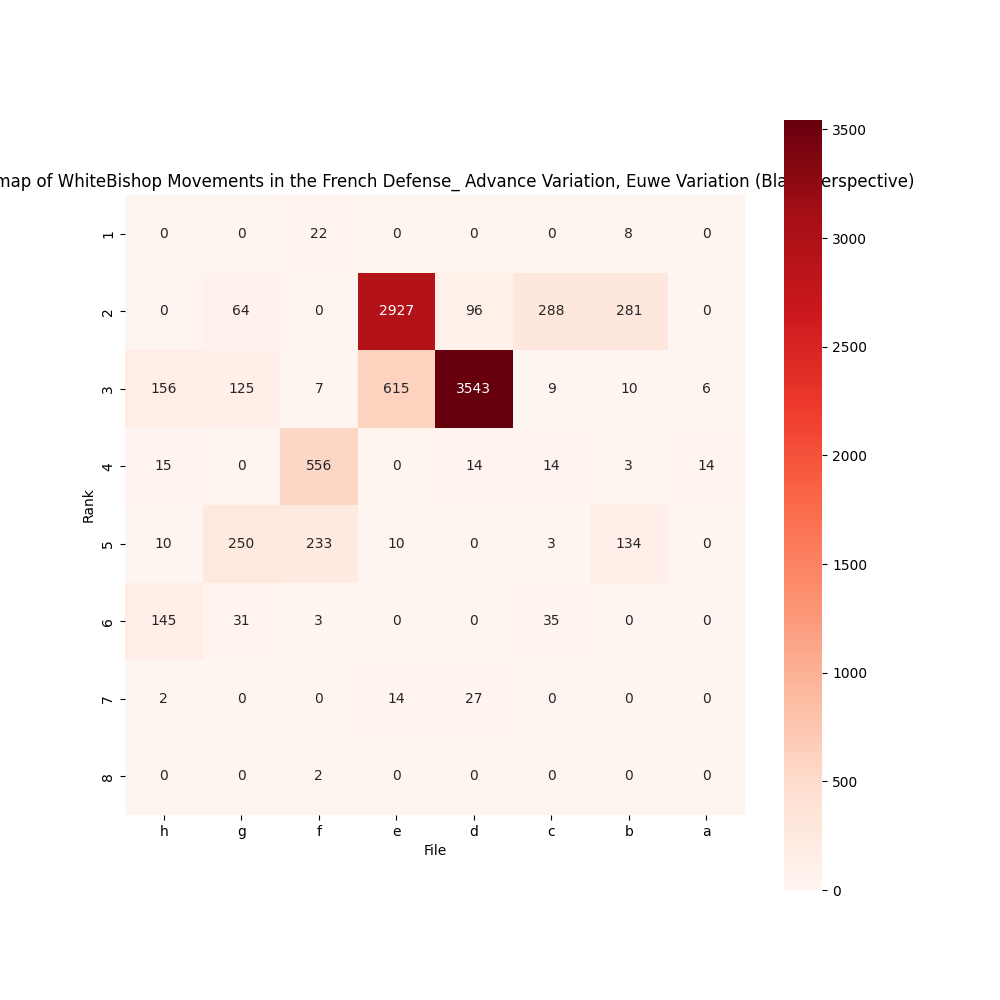 map of WhiteBishop Movements in the French Defense_ Advance Variation, Euwe Variation (Bla erspective)
1 0 0 22 0 0 0 8 0
2 0 64 0 2927 96 288 281 0
3 156 125 7 615 3543 9 10 6
4 15 0 556 0 14 14 3 14
5 10 250 233 10 0 3 134 0
6 145 31 3 0 0 35 0 0
7 2 0 0 14 27 0 0 0
8 0 0 2 0 0 0 0 0
Rank
h g f e d c b a
File
3500
3000
2500
2000
1500
1000
500
0